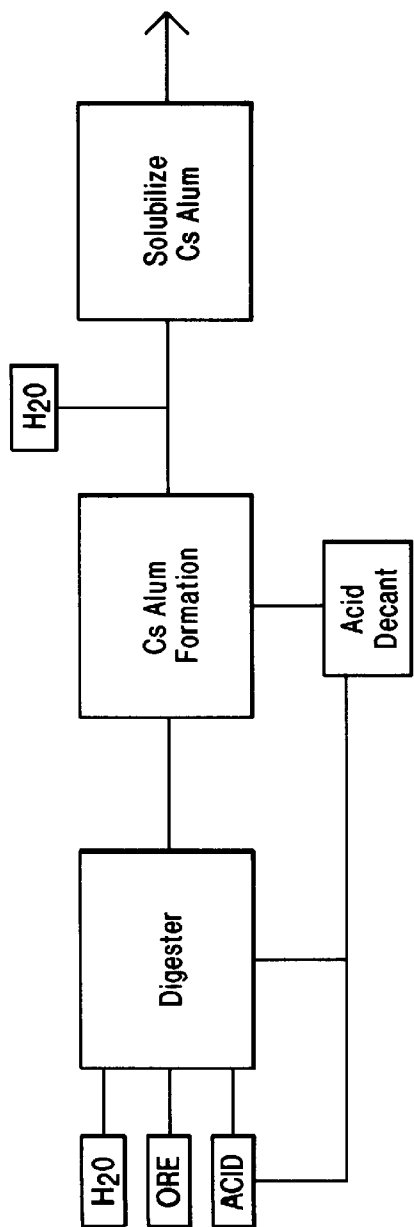 H2O
ORE
ACID
Digester
Cs Alum
Formation
Acid
Decant
H2O
Solubilize
Cs Alum